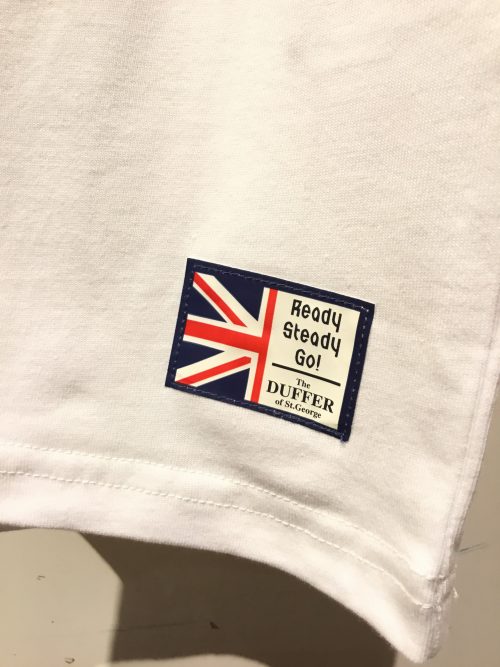 Ready
Steady
Go!
The
DUFFER
of St.George